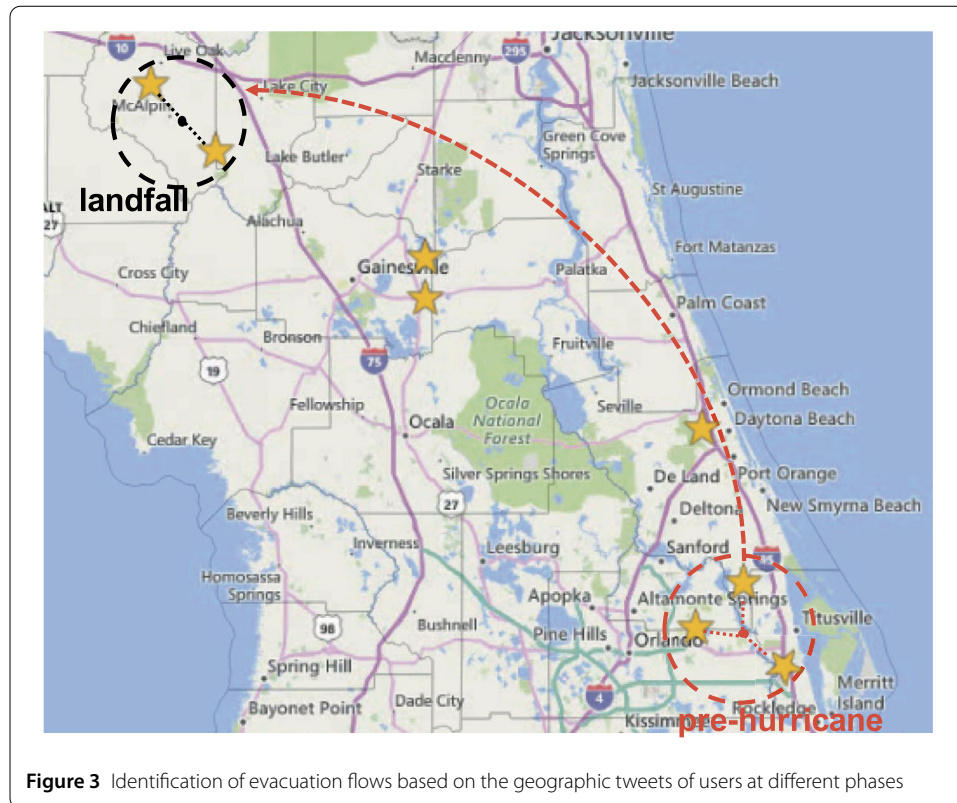 Jacksonville
10
Live Oak
295
Macclenny
Jacksonville Beach
Lake City
McAlpin
Green Cove
Springs
Lake Butler
Starke
landfall
St Augustine
ALT
27
Alachua
Fort Matanzas
Cross City
Gainesville
Palatka
Palm Coast
Chiefland
Bronson
Fruitville
75
19
Ormond Beach
Fellowship
Ocala
Ocala
National
Forest
Seville
Daytona Beach
Cedar Key
Silver Springs Shores
De Land
Port Orange
27
New Smyrna Beach
Beverly Hills
Deltona
Inverness
Leesburg
Sanford
Homosassa
Springs
Apopka
Altamonte Springs
Titusville
98
Bushnell
Pine Hills
Orlando
Spring Hill
Merritt
Island
Dade City
4
Rockledge
Bayonet Point
Kissimmee
pre-hurricane
Figure 3 Identification of evacuation flows based on the geographic tweets of users at different phases